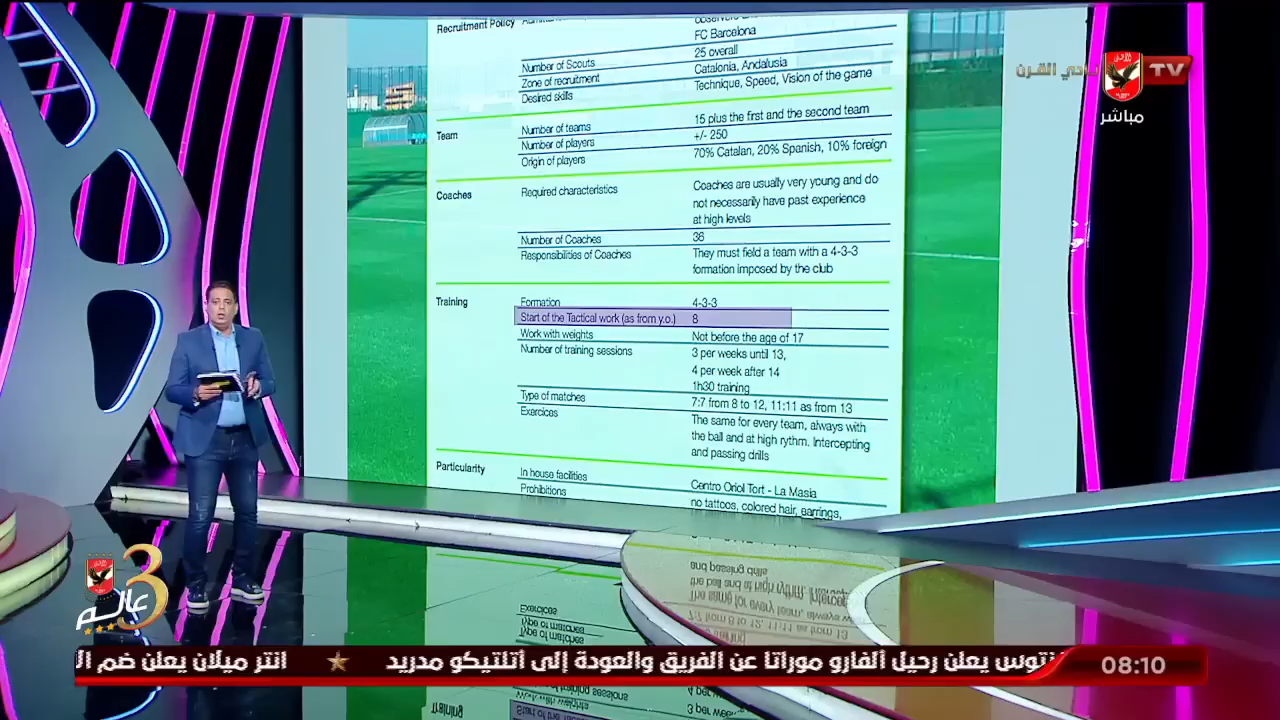 Recruitment Policy
FC Barcelona
Number of Scouts 25 overall
Zone of recruitment Catalonia, Andalusia
Desired skills Technique, Speed, Vision of the game
Team Number of teams 15 plus the first and the second team
Number of players +/- 250
Origin of players 70% Catalan, 20% Spanish, 10% foreign
Coaches Required characteristics Coaches are usually very young and do
not necessarily have past experience
at high levels
Number of Coaches 36
Responsibilities of Coaches They must field a team with a 4-3-3
formation imposed by the club
Training Formation 4-3-3
Start of the Tactical work (as from y.o.) 8
Work with weights Not before the age of 17
Number of training sessions 3 per weeks until 13,
4 per week after 14
1h30 training
Type of matches 7:7 from 8 to 12, 11:11 as from 13
Exercices The same for every team, always with
the ball and at high rythm. Intercepting
and passing drills
Particularity In house facilities Centro Oriol Tort - La Masia
Prohibitions no tattoos, colored hair, earrings,
نادي القرن
TV
مباشر
3
عالم
يعلن رحيل ألفارو موراتا عن الفريق والعودة إلى أتلتيكو مدريد ★ انتر ميلان يعلن ضم
08:10